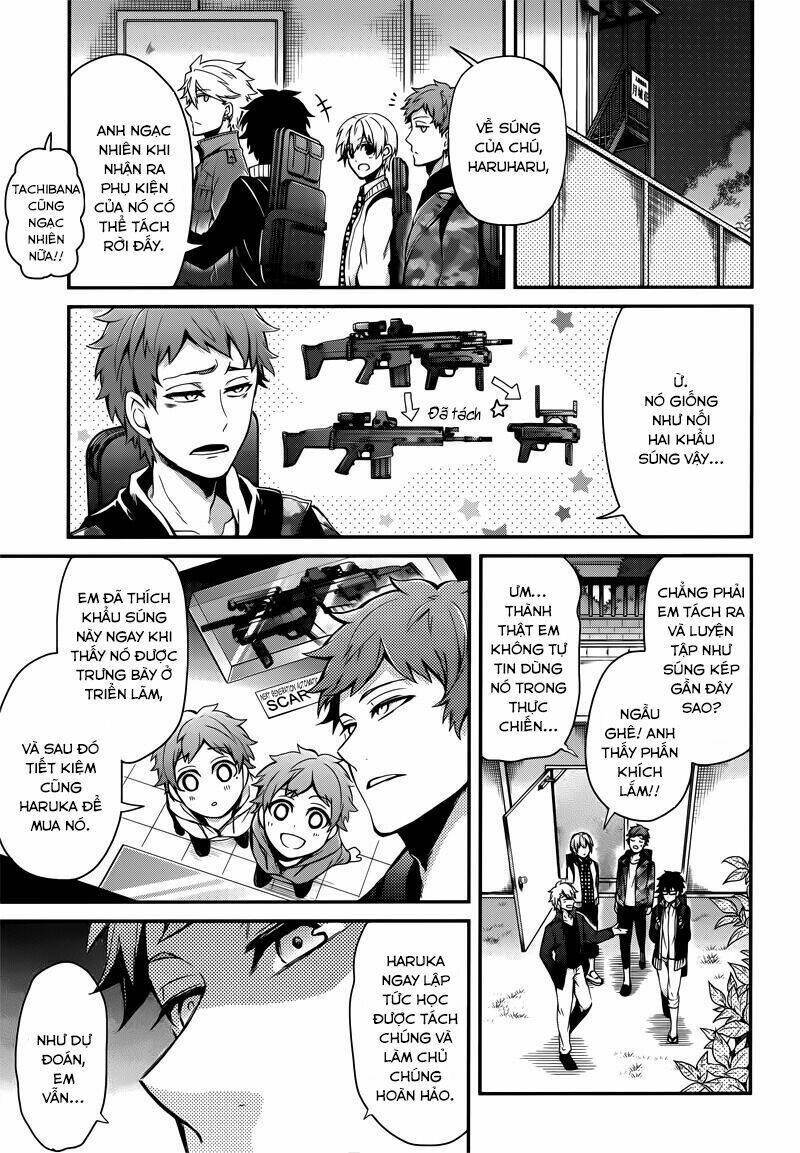 VỀ SÚNG
CỦA CHÚ,
HARUHARU,
ANH NGẠC
NHIÊN KHI
NHẬN RA
PHỤ KIỆN
CỦA NÓ CÓ
THỂ TÁCH
RỜI ĐẤY.
TACHIBANA
CŨNG
NGẠC
NHIÊN
NỮA!!
Ừ.
NÓ GIỐNG
NHƯ NỐI
HAI KHẨU
SÚNG VẬY...
Đã tách
CHẲNG PHẢI
EM TÁCH RA
VÀ LUYỆN
TẬP NHƯ
SÚNG KÉP
GẦN ĐÂY
SAO?
NGẦU
GHÊ! ANH
THẤY PHẤN
KHÍCH
LẮM!!
ƯM...
THÀNH
THẬT EM
KHÔNG TỰ
TIN DÙNG
NÓ TRONG
THỰC
CHIẾN...
EM ĐÃ THÍCH
KHẨU SÚNG
NÀY NGAY KHI
THẤY NÓ ĐƯỢC
TRƯNG BÀY Ở
TRIỂN LÃM,
VÀ SAU ĐÓ
TIẾT KIỆM
CŨNG
HARUKA ĐỂ
MUA NÓ.
NEXT GENERATION AUTOMATIC
SCAR
HARUKA
NGAY LẬP
TỨC HỌC
ĐƯỢC TÁCH
CHÚNG VÀ
LÀM CHỦ
CHÚNG
HOÀN HẢO.
NHƯ DỰ
ĐOÁN,
EM
VẪN...